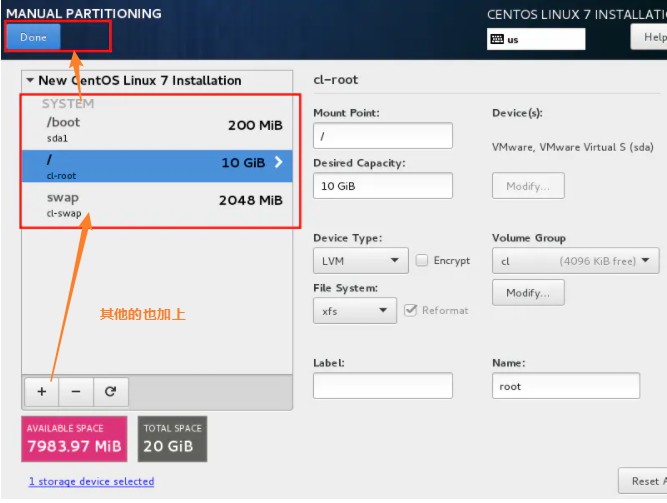 MANUAL PARTITIONING
CENTOS LINUX 7 INSTALLATI
Done
us
Help
New CentOS Linux 7 Installation
SYSTEM
/boot
200 MiB
sda1
/
10 GiB
cl-root
swap
2048 MiB
cl-swap
其他的也加上
+ −
AVAILABLE SPACE
7983.97 MiB
TOTAL SPACE
20 GiB
1 storage device selected
cl-root
Mount Point:
/
Desired Capacity:
10 GiB
Device(s):
VMware, VMware Virtual S (sda)
Modify...
Device Type:
LVM
Encrypt
File System:
xfs
Reformat
Volume Group
cl (4096 KiB free)
Modify...
Label:
Name:
root
Reset A